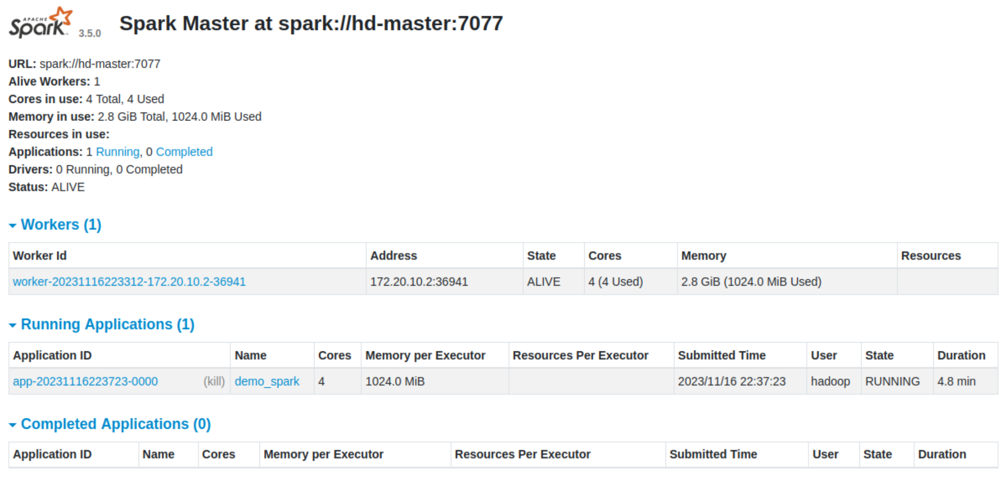 APACHE
Spark™ 3.5.0 Spark Master at spark://hd-master:7077
URL: spark://hd-master:7077
Alive Workers: 1
Cores in use: 4 Total, 4 Used
Memory in use: 2.8 GiB Total, 1024.0 MiB Used
Resources in use:
Applications: 1 Running, 0 Completed
Drivers: 0 Running, 0 Completed
Status: ALIVE
Workers (1)
Worker Id Address State Cores Memory Resources
worker-20231116223312-172.20.10.2-36941 172.20.10.2:36941 ALIVE 4 (4 Used) 2.8 GiB (1024.0 MiB Used)
Running Applications (1)
Application ID Name Cores Memory per Executor Resources Per Executor Submitted Time User State Duration
app-20231116223723-0000 (kill) demo_spark 4 1024.0 MiB 2023/11/16 22:37:23 hadoop RUNNING 4.8 min
Completed Applications (0)
Application ID Name Cores Memory per Executor Resources Per Executor Submitted Time User State Duration